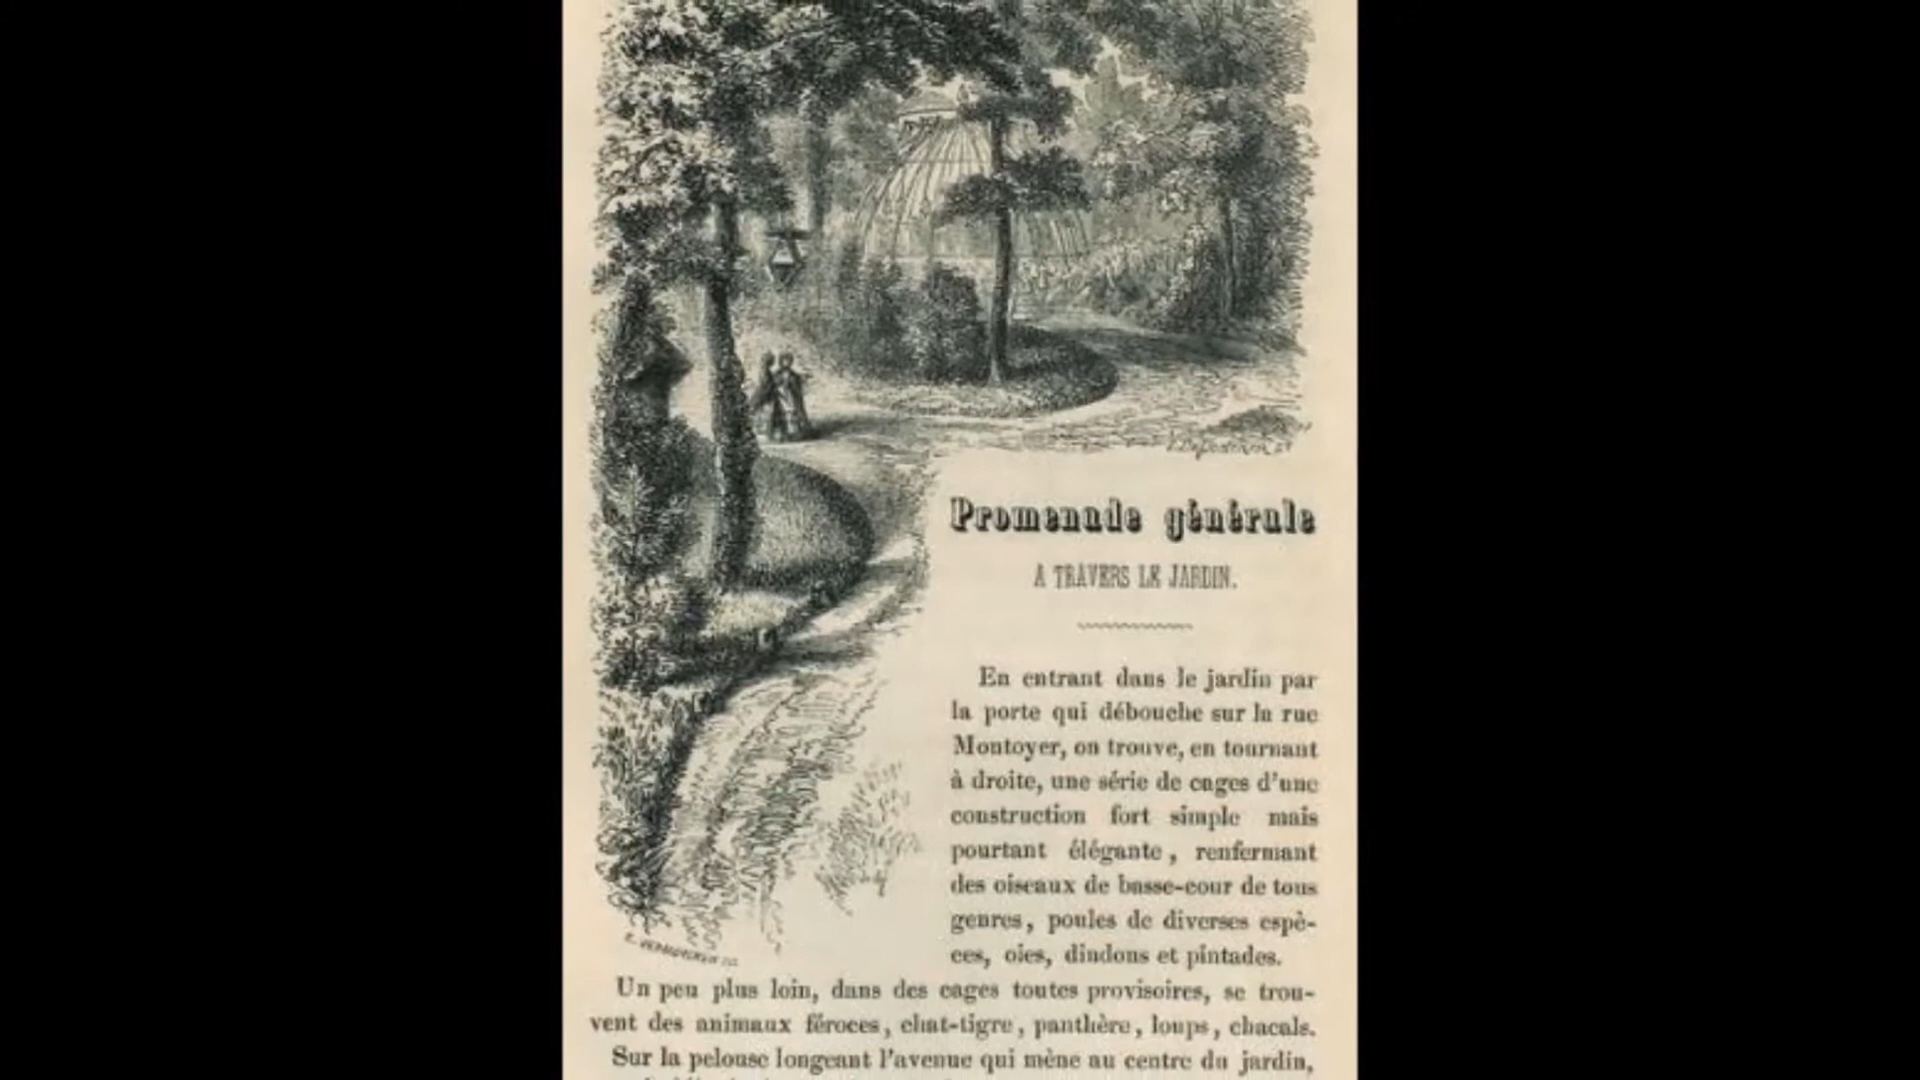 Promenade générale
A TRAVERS LE JARDIN.
En entrant dans le jardin par
la porte qui débouche sur la rue
Montoyer, on trouve, en tournant
à droite, une série de cages d'une
construction fort simple mais
pourtant élégante, renfermant
des oiseaux de basse-cour de tous
genres, poules de diverses espè-
ces, oies, dindons et pintades.
Un peu plus loin, dans des cages toutes provisoires, se trou-
vent des animaux féroces, chat-tigre, panthère, loups, chacals.
Sur la pelouse longeant l'avenue qui mène au centre du jardin,